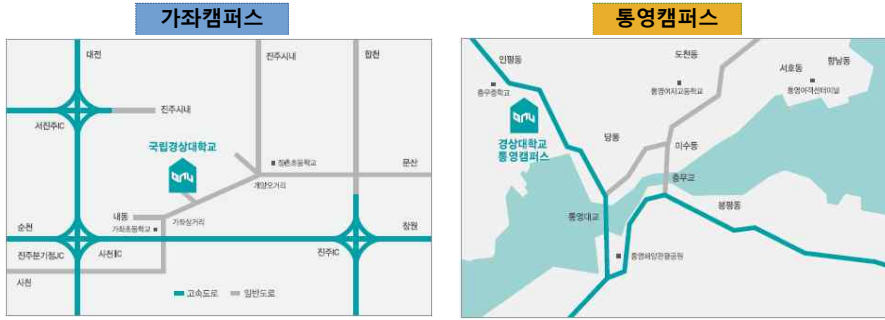 가좌캠퍼스
대전
진주시내
합천
진주시내
서진주IC
국립경상대학교
gnu
정촌초등학교
문산
개양오거리
내동
가좌삼거리
순천
가좌초등학교
창원
진주분기점JC
사천IC
진주IC
사천
고속도로
일반도로
통영캠퍼스
인평동
도천동
서호동
항남동
충무중학교
통영여자고등학교
통영여객선터미널
gnu
경상대학교
통영캠퍼스
당동
미수동
충무교
통영대교
봉평동
통영해양관광공원